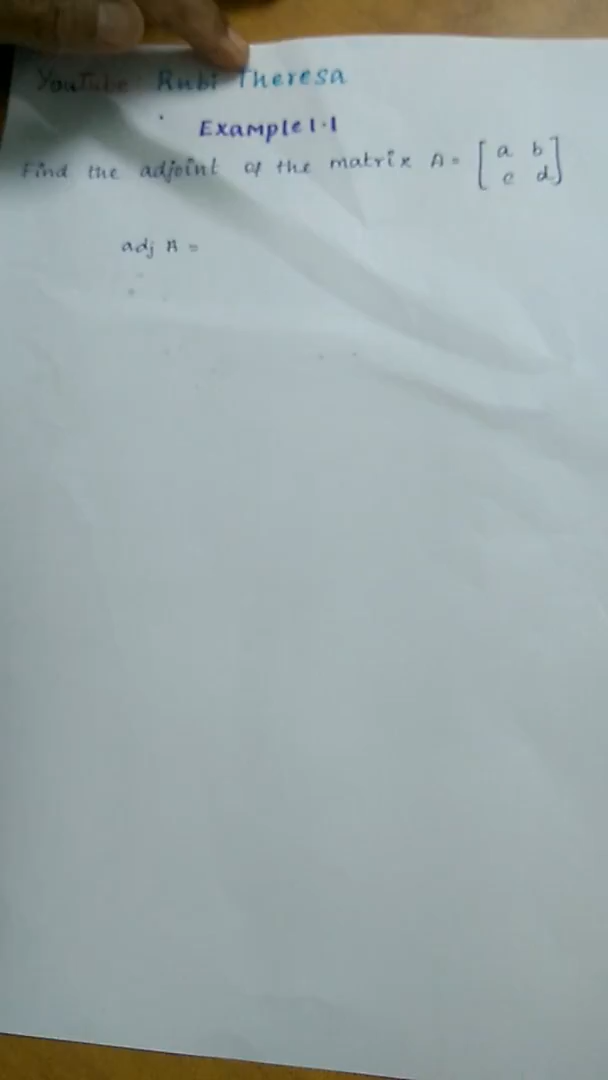 YouTube Rubi Theresa
Example 1.1
Find the adjoint of the matrix A = [a b
c d]
adj A =